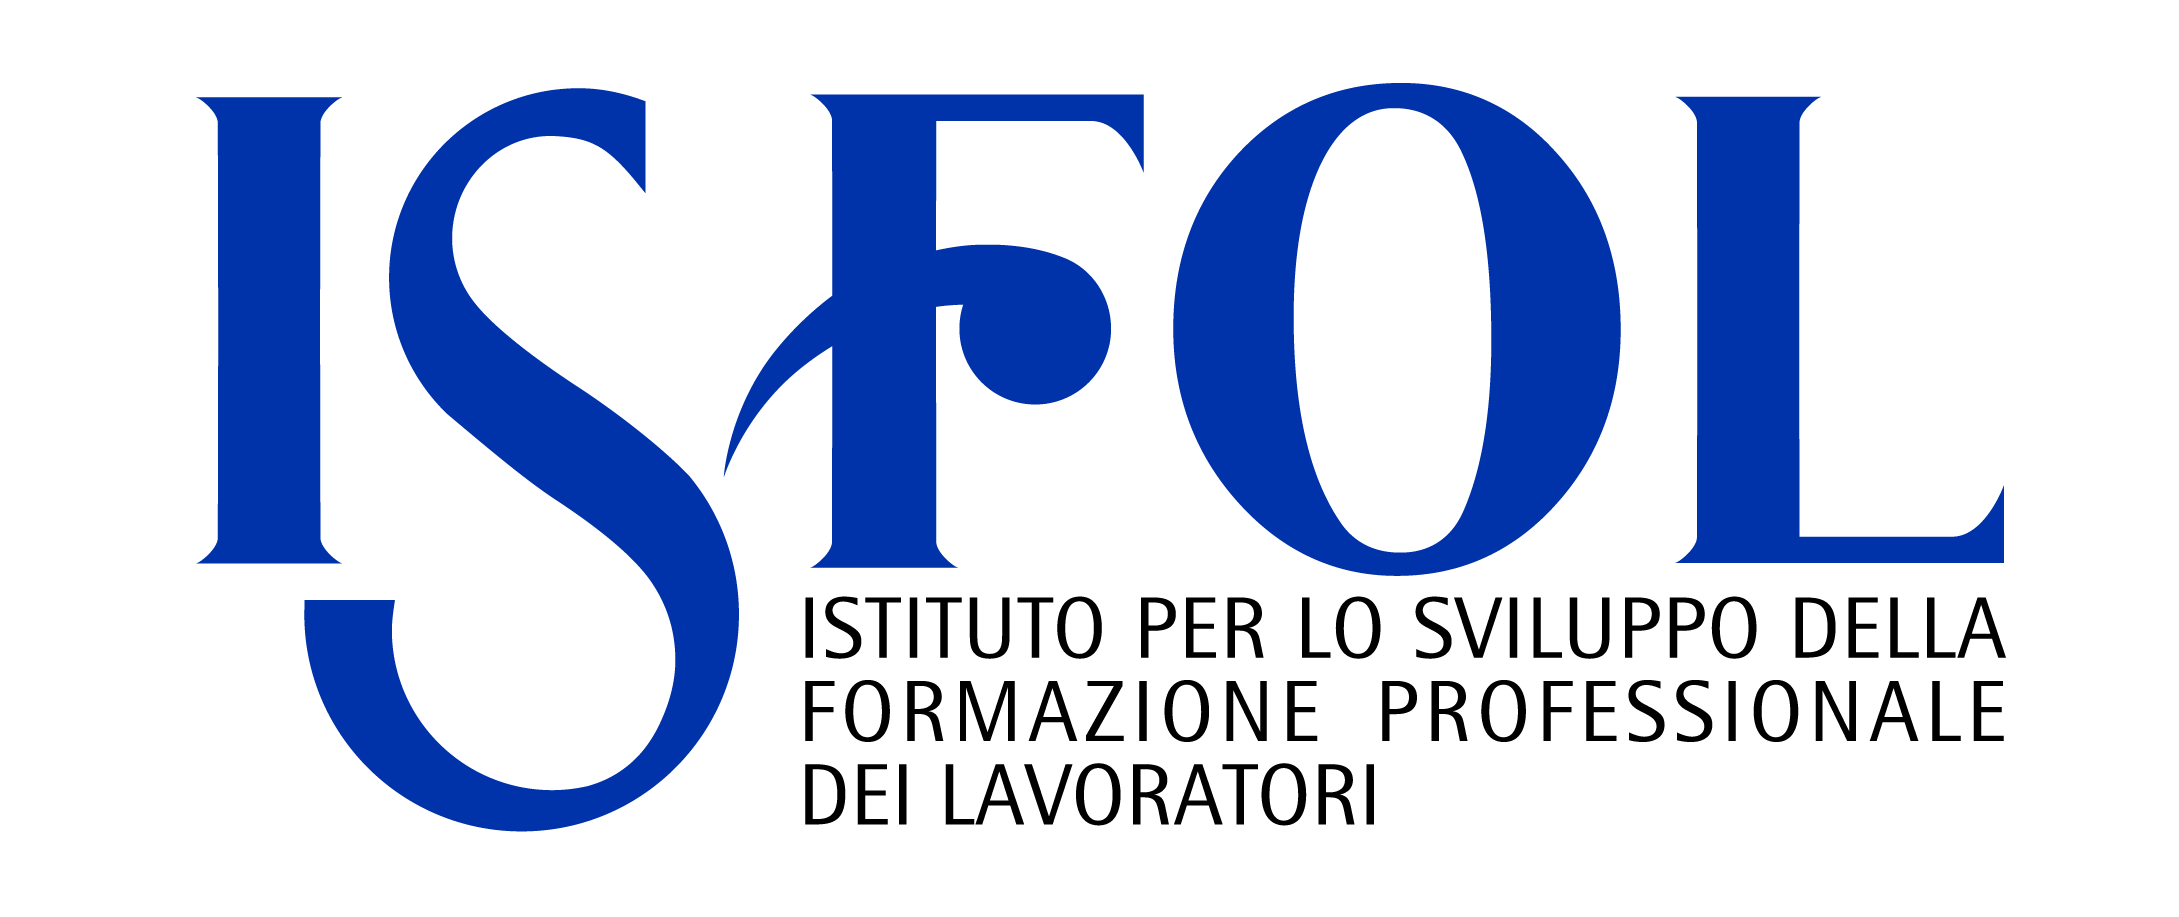 ISFOL
ISTITUTO PER LO SVILUPPO DELLA
FORMAZIONE PROFESSIONALE
DEI LAVORATORI